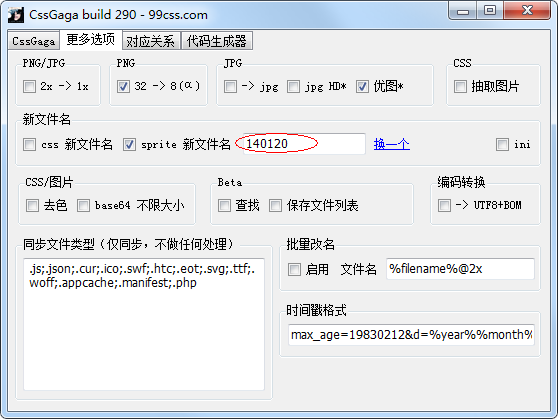 CssGaga build 290 - 99css.com
CssGaga 更多选项 对应关系 代码生成器
PNG/JPG PNG JPG CSS
2x -> 1x 32 -> 8(α) -> jpg jpg HD* 优图* 抽取图片
新文件名
css 新文件名 sprite 新文件名 140120 换一个 ini
CSS/图片 Beta 编码转换
去色 base64 不限大小 查找 保存文件列表 -> UTF8+BOM
同步文件类型（仅同步，不做任何处理） 批量改名
.js;.json;.cur;.ico;.swf;.htc;.eot;.svg;.ttf;.
woff;.appcache;.manifest;.php
启用 文件名 %filename%@2x
时间戳格式
max_age=19830212&d=%year%%month%